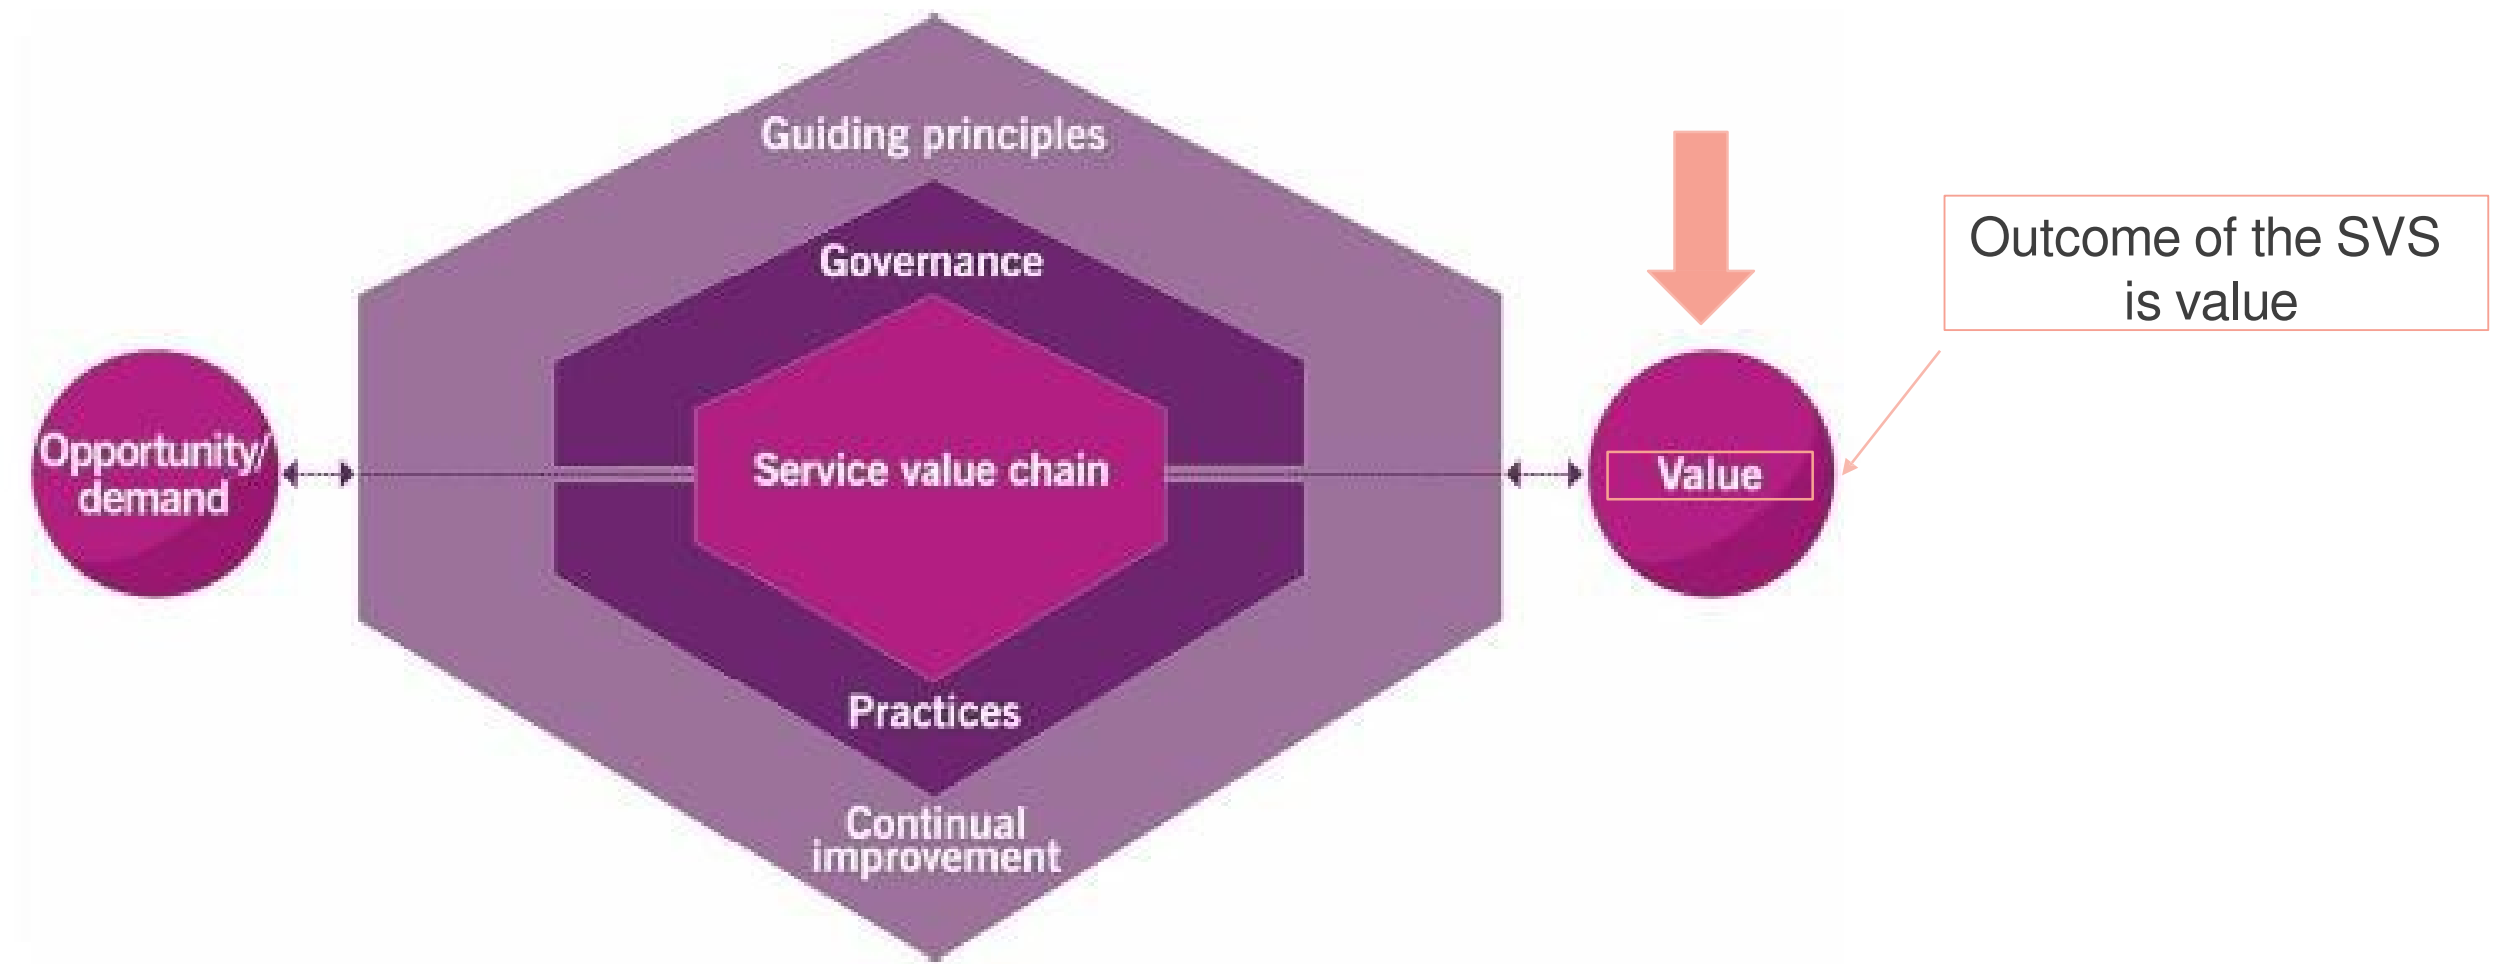 Guiding principles
Governance
Outcome of the SVS
is value
Opportunity/
demand
Service value chain
Value
Practices
Continual
improvement